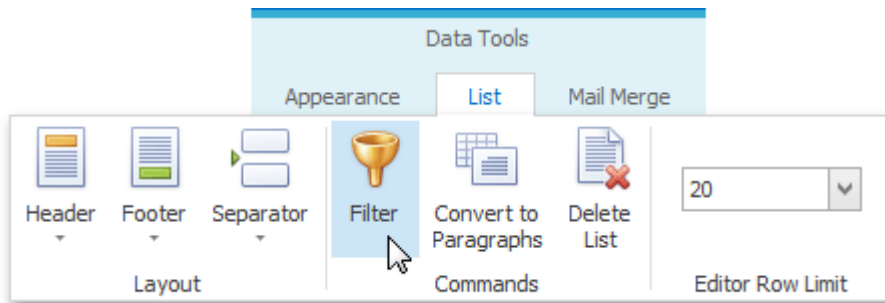 Data Tools
Appearance List Mail Merge
Header Footer Separator Filter Convert to Paragraphs Delete List 20
Layout Commands Editor Row Limit